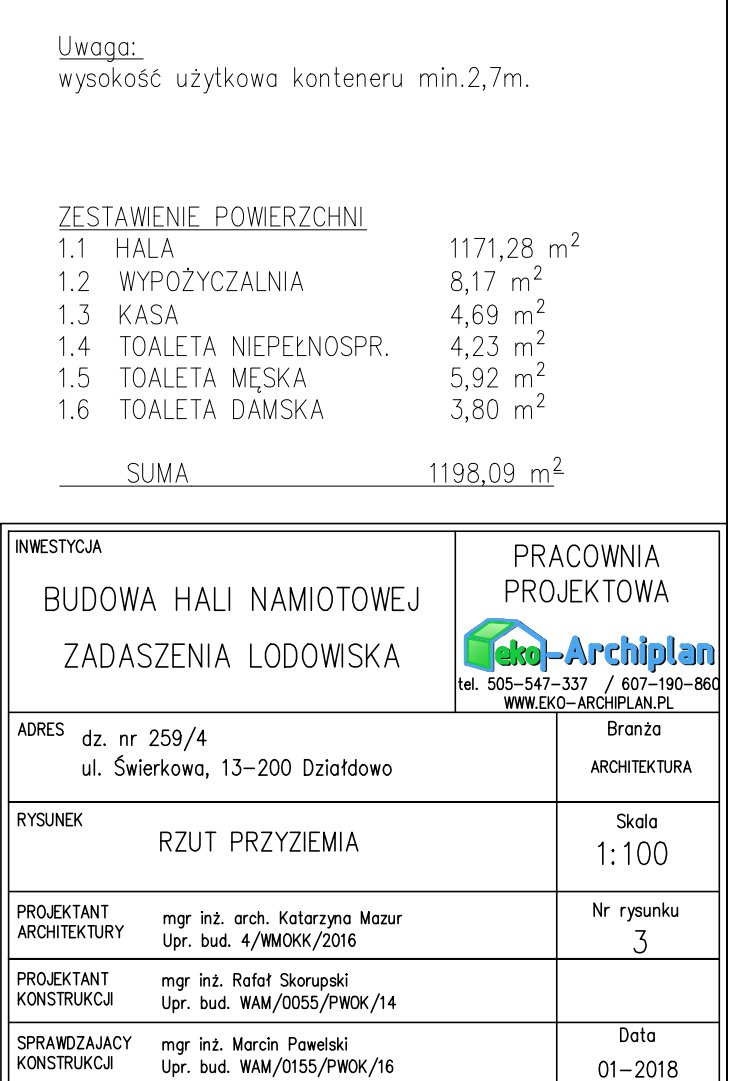 Uwaga:
wysokość użytkowa konteneru min.2,7m.
ZESTAWIENIE POWIERZCHNI
1.1 HALA 1171,28 m²
1.2 WYPOŻYCZALNIA 8,17 m²
1.3 KASA 4,69 m²
1.4 TOALETA NIEPEŁNOSPR. 4,23 m²
1.5 TOALETA MĘSKA 5,92 m²
1.6 TOALETA DAMSKA 3,80 m²
SUMA 1198,09 m²
INWESTYCJA
BUDOWA HALI NAMIOTOWEJ
ZADASZENIA LODOWISKA
PRACOWNIA
PROJEKTOWA
eko-Archiplan
tel. 505-547-337 / 607-190-860
WWW.EKO-ARCHIPLAN.PL
ADRES
dz. nr 259/4
ul. Świerkowa, 13-200 Działdowo
Branża
ARCHITEKTURA
RYSUNEK
RZUT PRZYZIEMIA
Skala
1:100
PROJEKTANT
ARCHITEKTURY
mgr inż. arch. Katarzyna Mazur
Upr. bud. 4/WMOKK/2016
Nr rysunku
3
PROJEKTANT
KONSTRUKCJI
mgr inż. Rafał Skorupski
Upr. bud. WAM/0055/PWOK/14
SPRAWDZAJACY
KONSTRUKCJI
mgr inż. Marcin Pawelski
Upr. bud. WAM/0155/PWOK/16
Data
01-2018